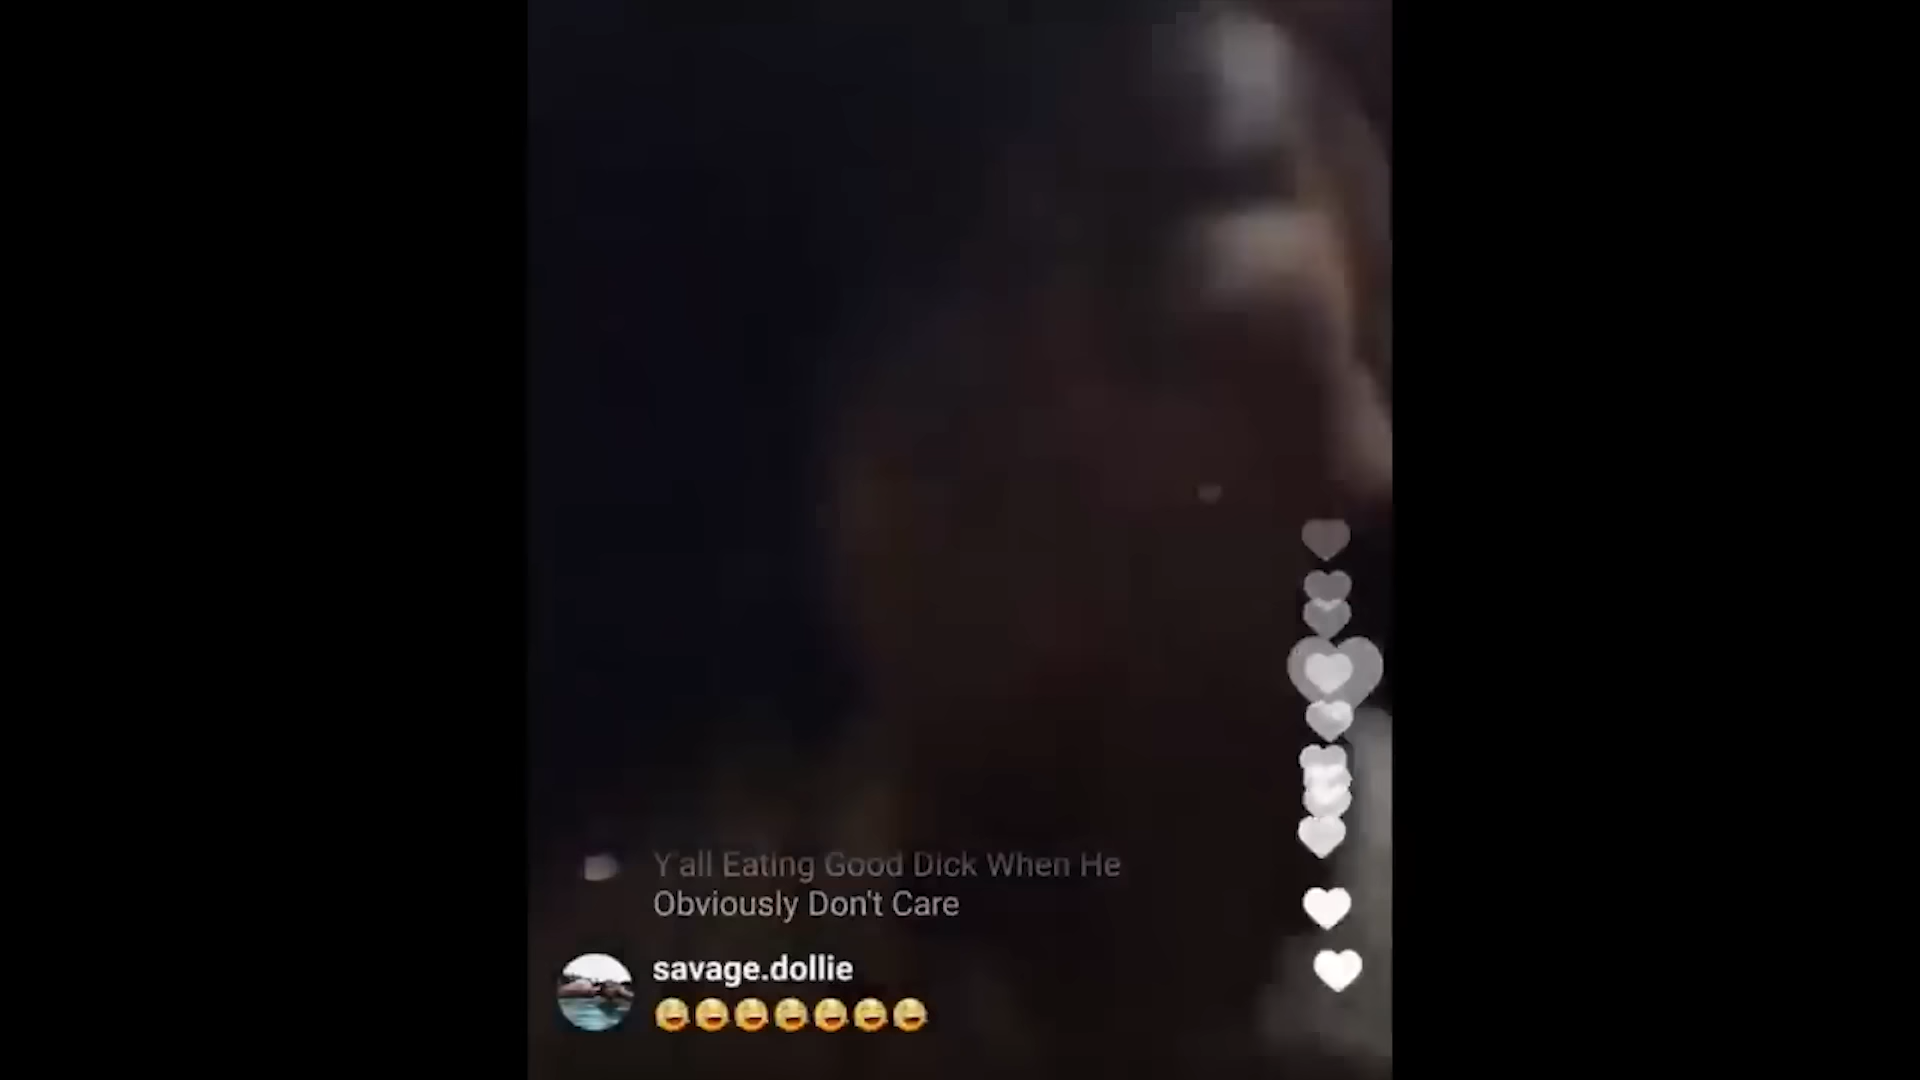 Y'all Eating Good Dick When He
Obviously Don't Care
savage.dollie
😂😂😂😂😂😂😂